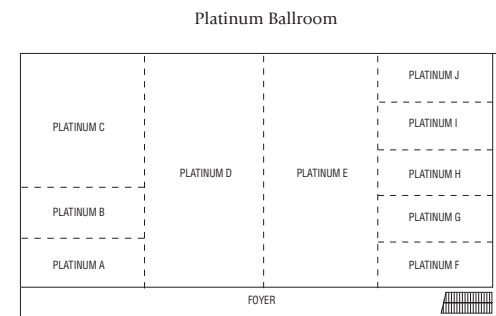 Platinum Ballroom
PLATINUM J
PLATINUM C
PLATINUM I
PLATINUM D
PLATINUM E
PLATINUM H
PLATINUM B
PLATINUM G
PLATINUM A
PLATINUM F
FOYER